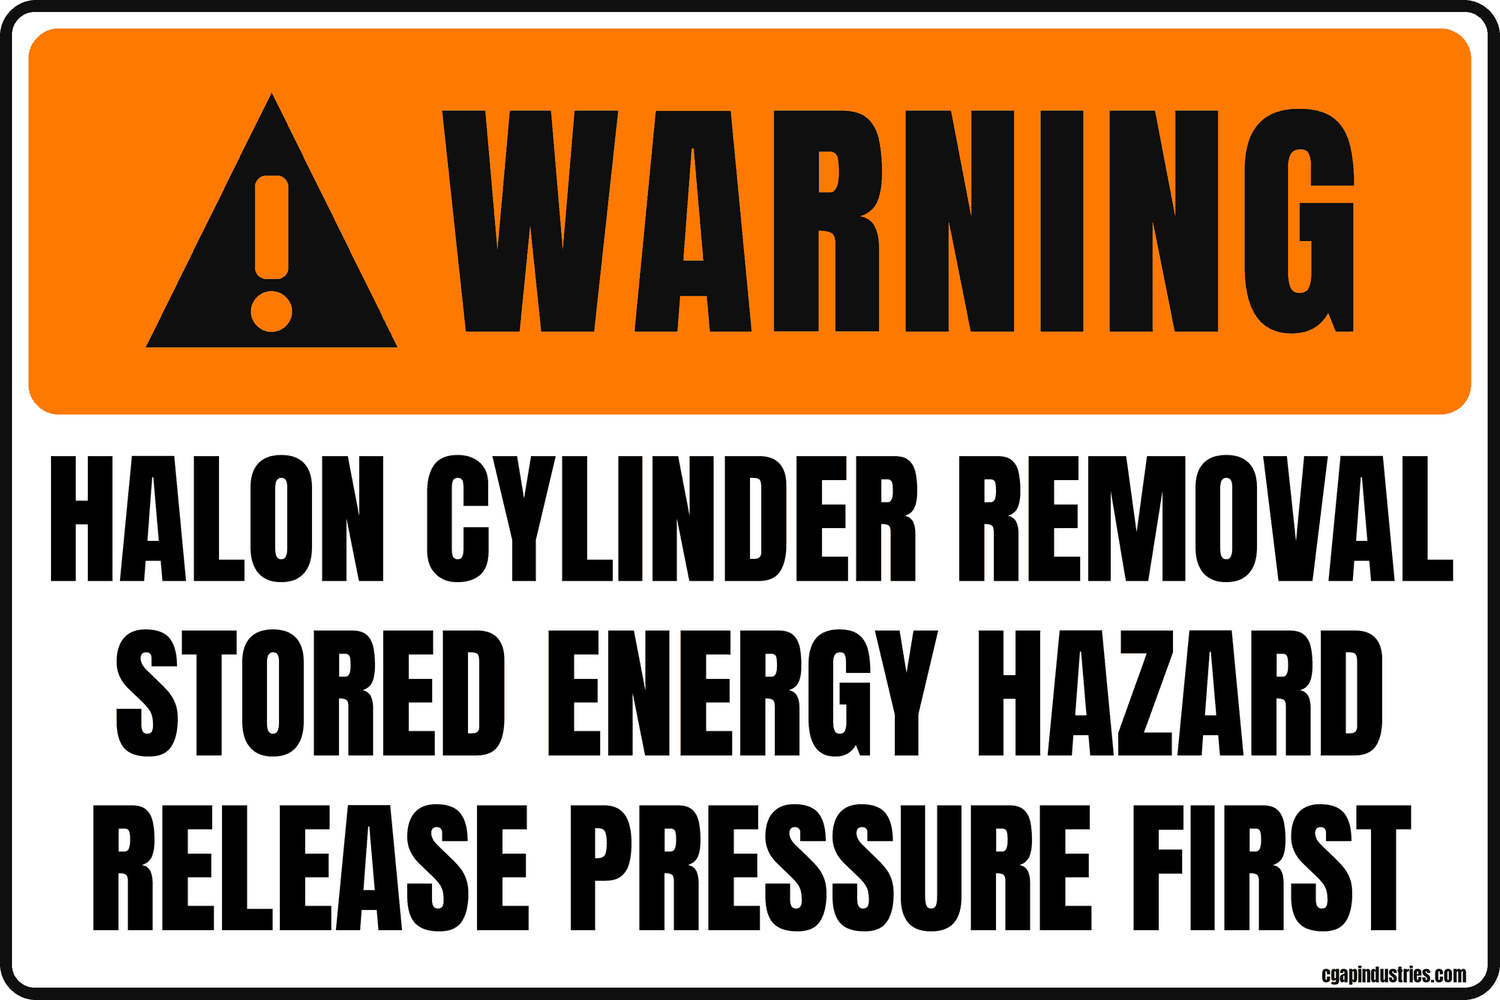 WARNING
HALON CYLINDER REMOVAL
STORED ENERGY HAZARD
RELEASE PRESSURE FIRST
cgapindustries.com